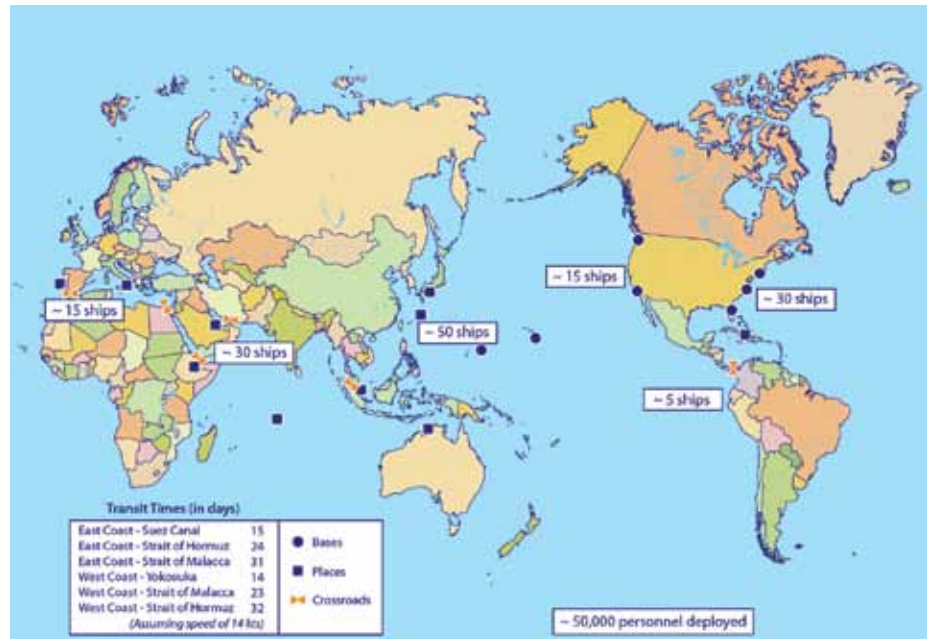 ~ 15 ships
~ 30 ships
~ 50 ships
~ 15 ships
~ 30 ships
~ 5 ships
Transit Times (in days)
East Coast - Suez Canal 15
East Coast - Strait of Hormuz 24
East Coast - Strait of Malacca 31
West Coast - Yokosuka 14
West Coast - Strait of Malacca 23
West Coast - Strait of Hormuz 32
(Assuming speed of 14 kts)
Bases
Places
Crossroads
~ 50,000 personnel deployed